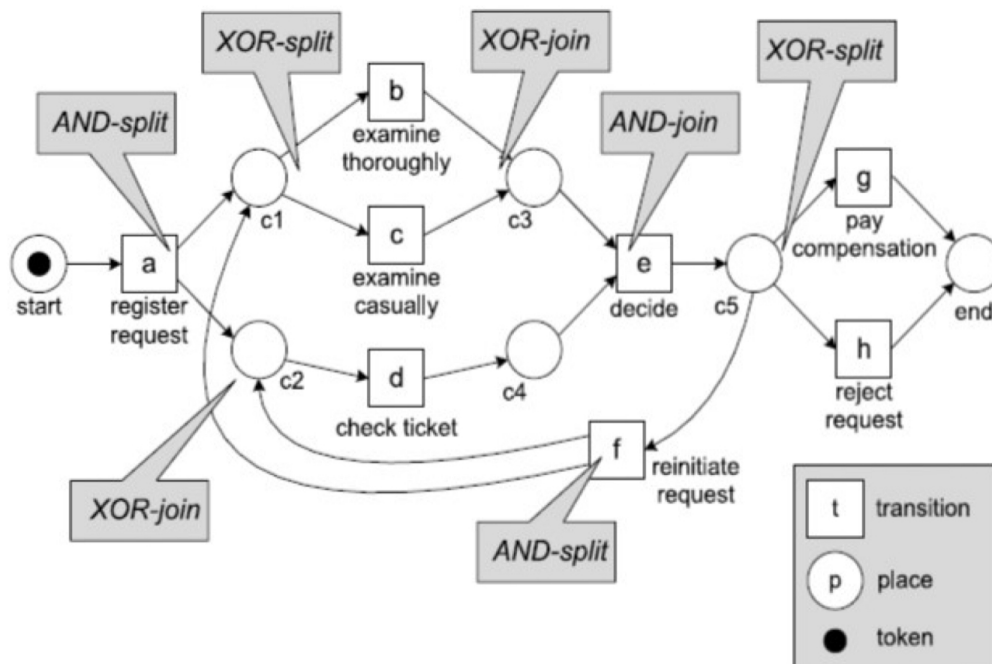 XOR-split
XOR-join
XOR-split
AND-split
b
AND-join
examine
thoroughly
c1
c3
g
pay
compensation
start
a
register
request
c
examine
casually
e
decide
c5
end
c2
d
check ticket
c4
h
reject
request
f
reinitiate
request
XOR-join
AND-split
t
transition
p
place
token